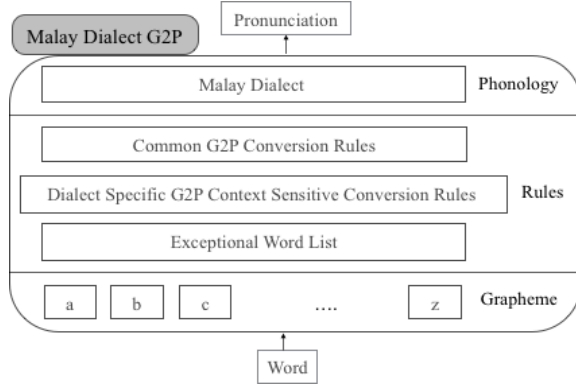 Pronunciation
Malay Dialect G2P
Malay Dialect
Phonology
Common G2P Conversion Rules
Dialect Specific G2P Context Sensitive Conversion Rules
Rules
Exceptional Word List
a b c .... z
Grapheme
Word